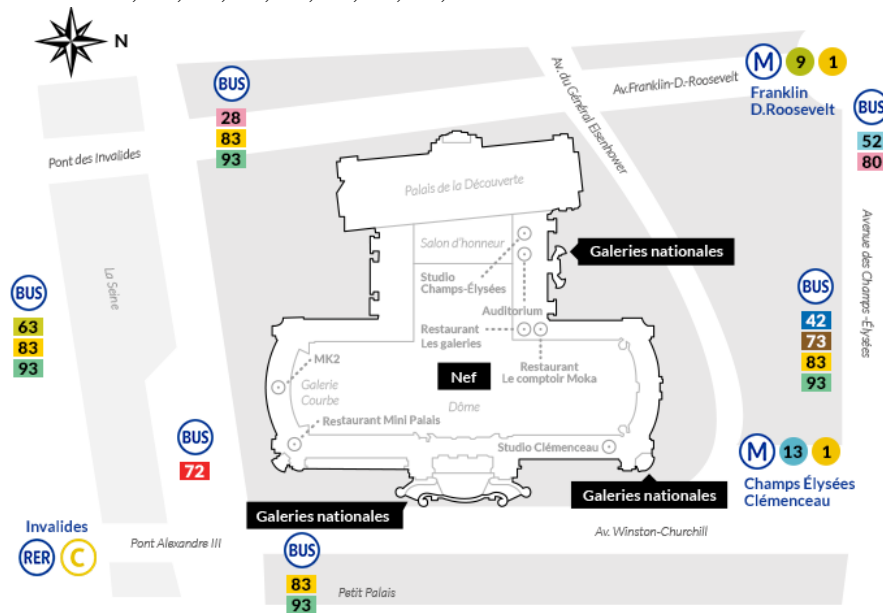 N
BUS
28
83
93
Av. du Général Eisenhower
Av.Franklin-D.-Roosevelt
M 9 1
Franklin
D.Roosevelt
BUS
52
80
Pont des Invalides
Palais de la Découverte
Salon d'honneur
Galeries nationales
Avenue des Champs -Élysées
La Seine
Studio
Champs-Élysées
Auditorium
BUS
63
83
93
BUS
42
73
83
93
Restaurant
Les galeries
MK2
Restaurant
Le comptoir Moka
Nef
Galerie
Courbe
Dôme
Restaurant Mini Palais
BUS
72
Studio Clémenceau
M 13 1
Champs Élysées
Clémenceau
Galeries nationales
Galeries nationales
Invalides
RER C
Pont Alexandre III
Av. Winston-Churchill
BUS
83
93
Petit Palais